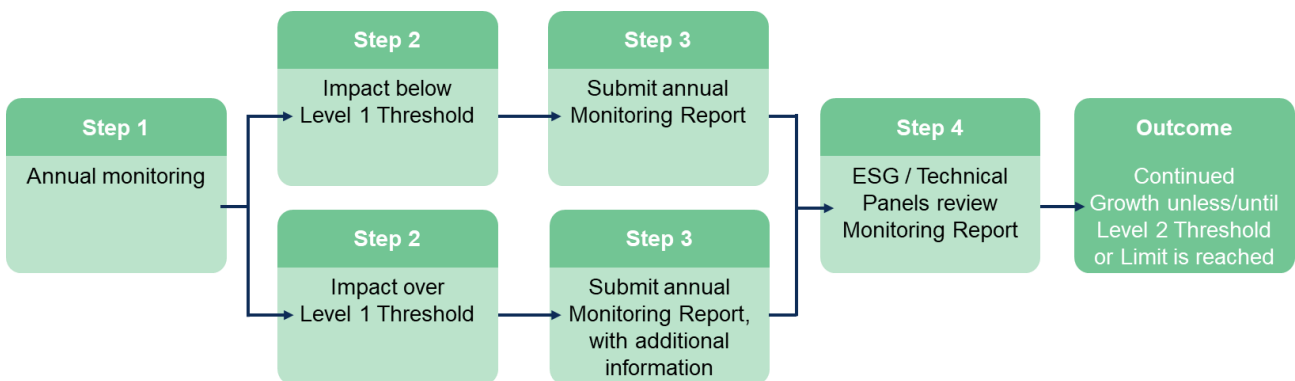 Step 1
Annual monitoring
Step 2
Impact below
Level 1 Threshold
Step 3
Submit annual
Monitoring Report
Step 2
Impact over
Level 1 Threshold
Step 3
Submit annual
Monitoring Report,
with additional
information
Step 4
ESG / Technical
Panels review
Monitoring Report
Outcome
Continued
Growth unless/until
Level 2 Threshold
or Limit is reached